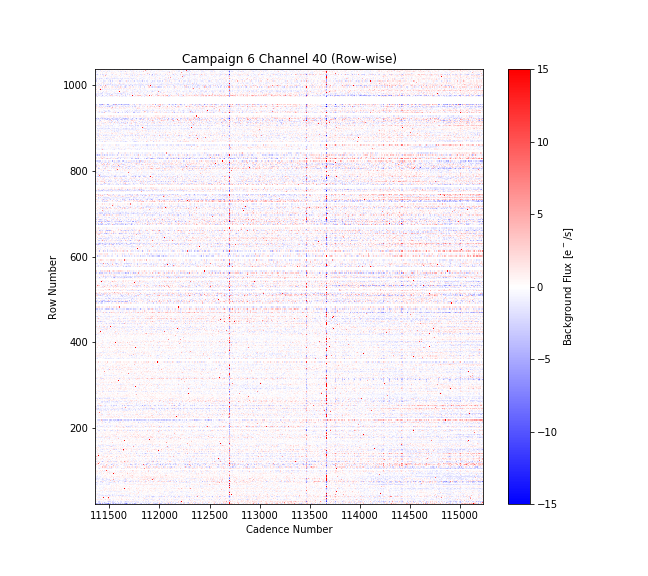 Campaign 6 Channel 40 (Row-wise)
1000
800
600
400
200
Row Number
111500 112000 112500 113000 113500 114000 114500 115000
Cadence Number
15
10
5
0
−5
−10
−15
Background Flux [e⁻/s]